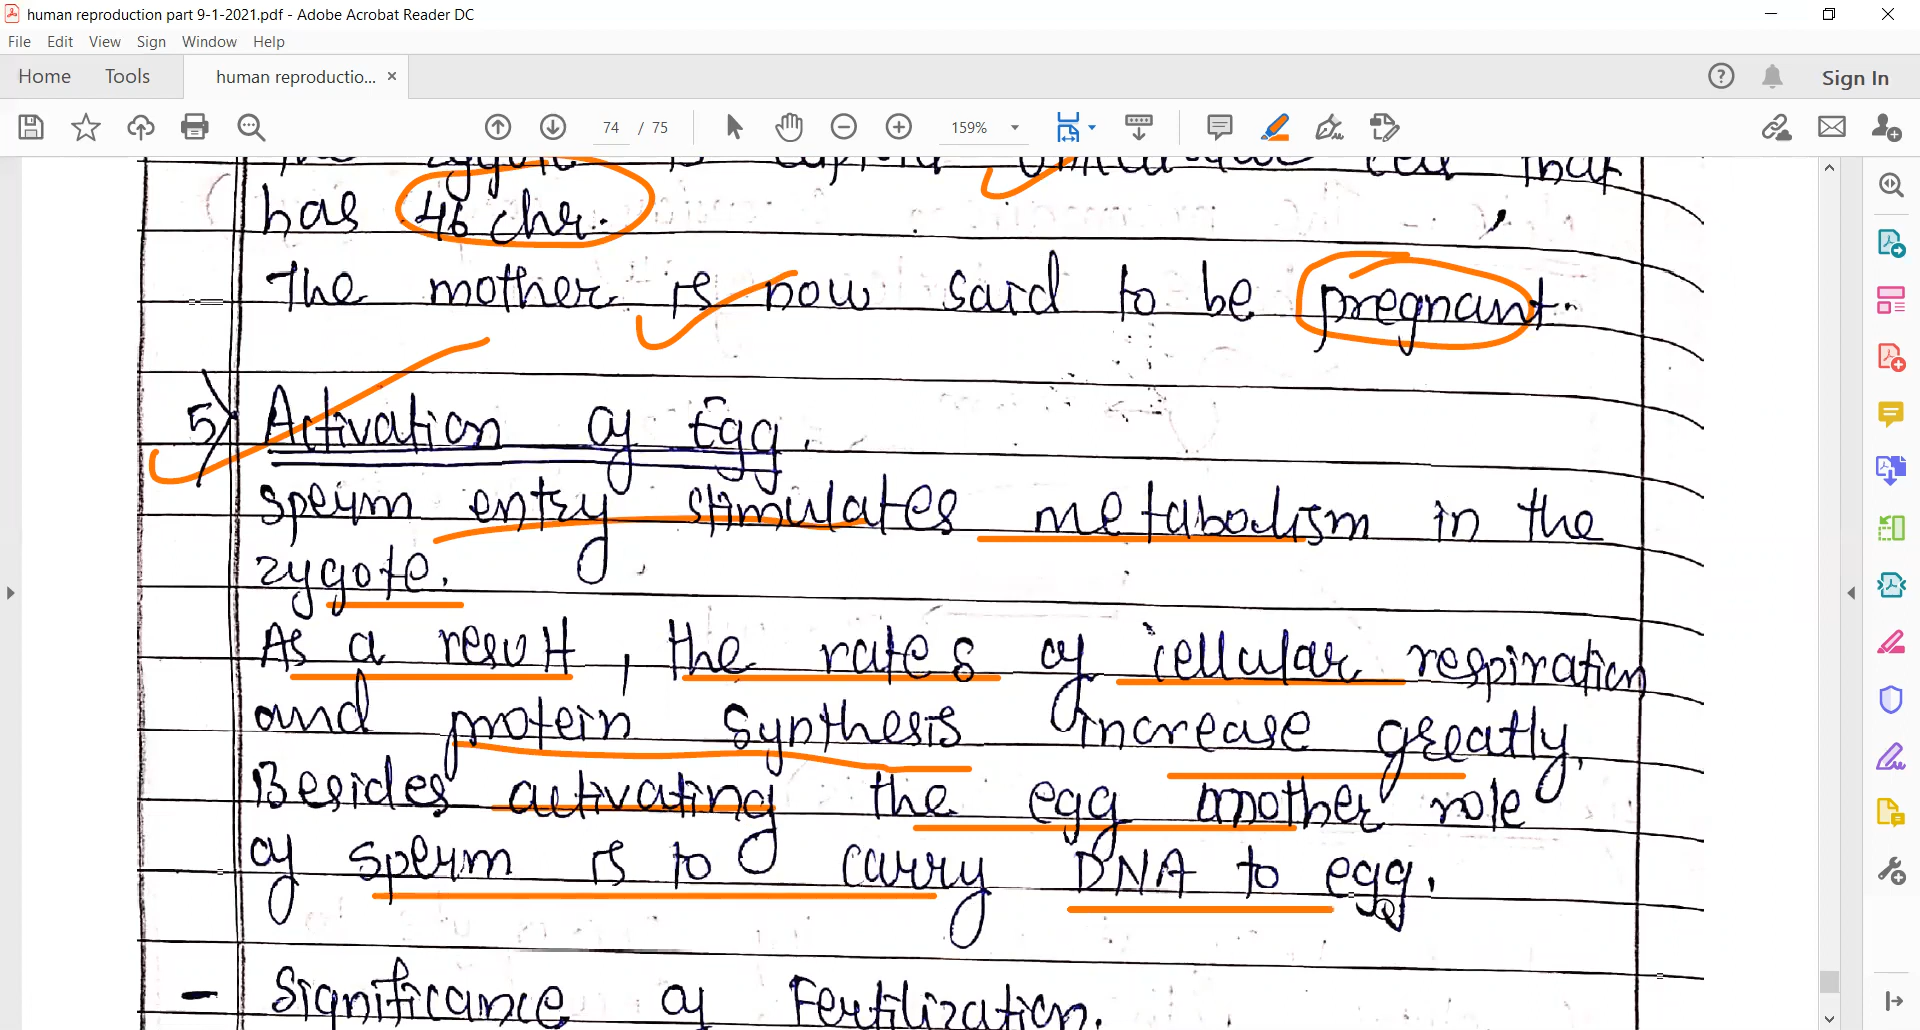 human reproduction part 9-1-2021.pdf - Adobe Acrobat Reader DC
File Edit View Sign Window Help
Home Tools human reproductio... × Sign In
74 / 75 159%
zygote is cell that
has 46 chr.
The mother is now said to be pregnant.
5) Activation of Egg.
sperm entry stimulates metabolism in the
zygote.
As a result, the rates of cellular respiration
and protein synthesis increase greatly.
Besides activating the egg another role
of sperm is to carry DNA to egg.
- Significance of Fertilization.